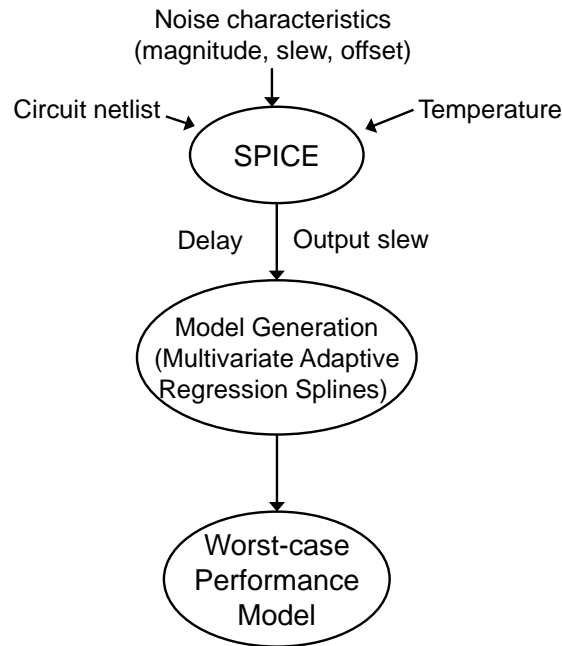 Noise characteristics
(magnitude, slew, offset)
Circuit netlist
Temperature
SPICE
Delay
Output slew
Model Generation
(Multivariate Adaptive
Regression Splines)
Worst-case
Performance
Model